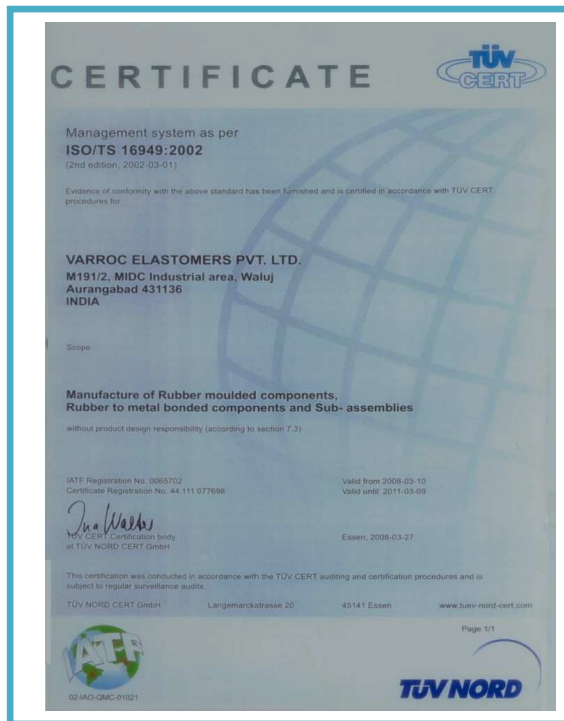 CERTIFICATE
TÜV
CERT
Management system as per
ISO/TS 16949:2002
(2nd edition, 2002-03-01)
Evidence of conformity with the above standard has been furnished and is certified in accordance with TÜV CERT
procedures for
VARROC ELASTOMERS PVT. LTD.
M191/2, MIDC Industrial area, Waluj
Aurangabad 431136
INDIA
Scope
Manufacture of Rubber moulded components,
Rubber to metal bonded components and Sub- assemblies
without product design responsibility (according to section 7.3)
IATF Registration No. 0065702
Certificate Registration No. 44 111 077698
Valid from 2008-03-10
Valid until 2011-03-09
Ina Walter
TÜV CERT Certification body
at TÜV NORD CERT GmbH
Essen, 2008-03-27
This certification was conducted in accordance with the TÜV CERT auditing and certification procedures and is
subject to regular surveillance audits.
TÜV NORD CERT GmbH Langemarckstrasse 20 45141 Essen www.tuev-nord-cert.com
Page 1/1
IATF
02-IAO-QMC-01021
TÜV NORD